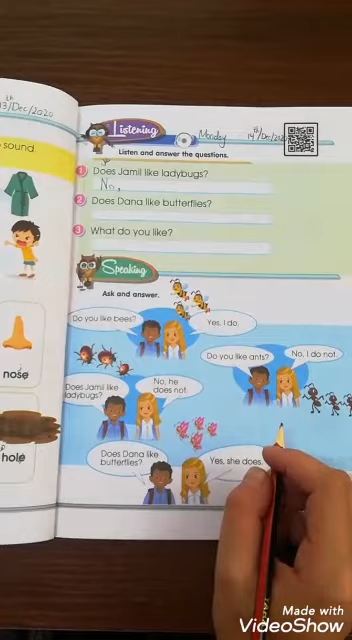 13/Dec/2020
sound.
nose
hole
Listening
Monday
14th/Dec/202
Listen and answer the questions.
1 Does Jamil like ladybugs?
No,
2 Does Dana like butterflies?
3 What do you like?
Speaking
Ask and answer.
Do you like bees?
Yes, I do.
Do you like ants?
No, I do not.
Does Jamil like
ladybugs?
No, he
does not.
Does Dana like
butterflies?
Yes, she does.
Made with
VideoShow